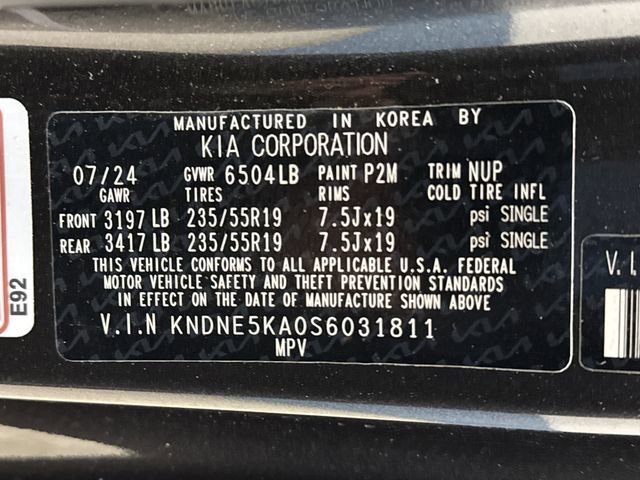 MANUFACTURED IN KOREA BY
KIA CORPORATION
07/24 GVWR 6504LB PAINT P2M TRIM NUP
GAWR TIRES RIMS COLD TIRE INFL
FRONT 3197 LB 235/55R19 7.5Jx19 psi SINGLE
REAR 3417 LB 235/55R19 7.5Jx19 psi SINGLE
THIS VEHICLE CONFORMS TO ALL APPLICABLE U.S.A. FEDERAL
MOTOR VEHICLE SAFETY AND THEFT PREVENTION STANDARDS
IN EFFECT ON THE DATE OF MANUFACTURE SHOWN ABOVE
V.I.N KNDNE5KA0S6031811
MPV
E92
V.I